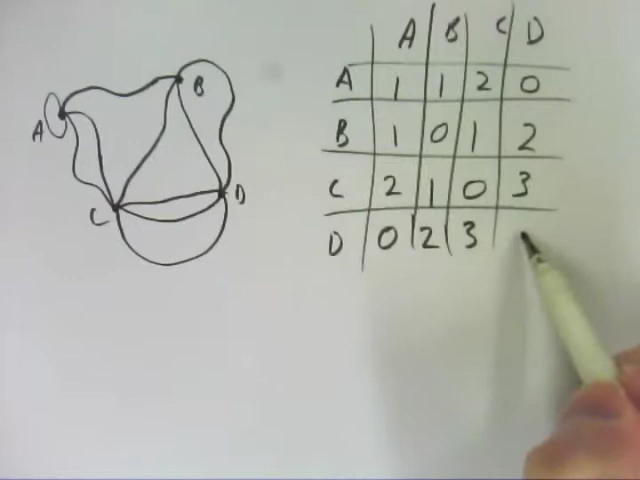 A B C D
A 1 1 2 0
B 1 0 1 2
C 2 1 0 3
D 0 2 3
B
A
D
C